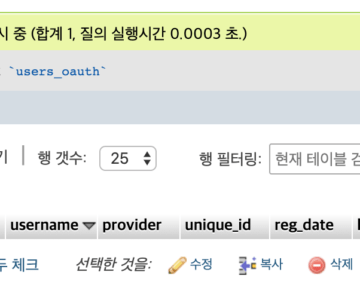 시 중 (합계 1, 질의 실행시간 0.0003 초.)
`users_oauth`
행 갯수: 25 행 필터링: 현재 테이블
username provider unique_id reg_date
두 체크 선택한 것을: 수정 복사 삭제